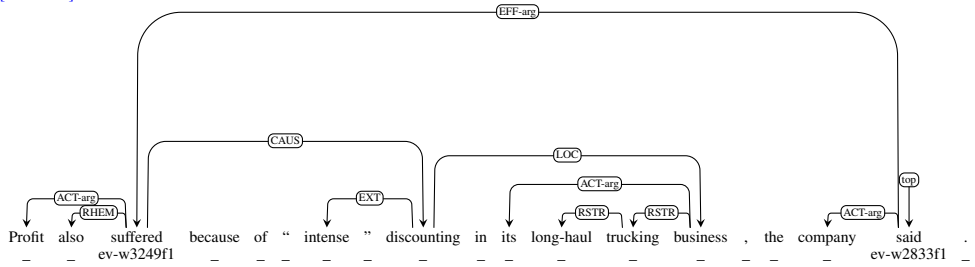 EFF-arg
CAUS
LOC
top
ACT-arg EXT ACT-arg
RHEM RSTR RSTR ACT-arg
Profit also suffered because of “ intense ” discounting in its long-haul trucking business , the company said .
_ _ ev-w3249f1 _ _ _ _ _ _ _ _ _ _ _ _ _ _ ev-w2833f1 _